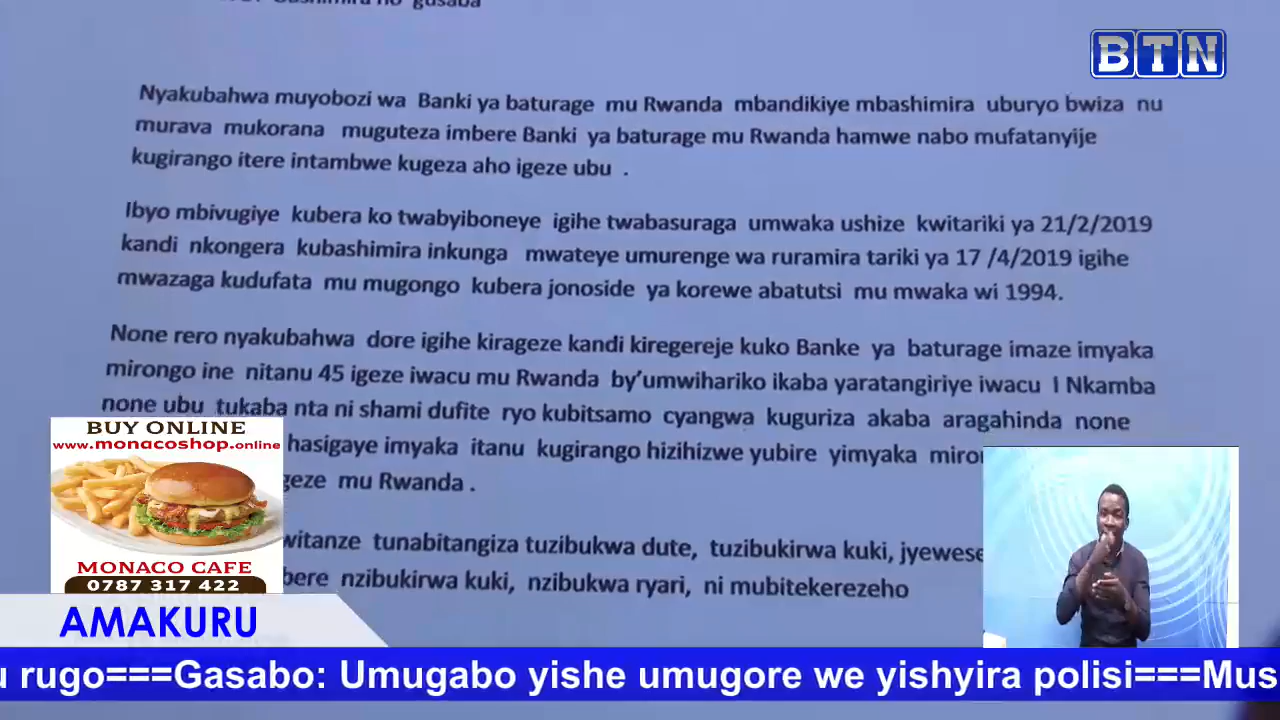 gusaba
BTN
Nyakubahwa muyobozi wa Banki ya baturage mu Rwanda mbandikiye mbashimira uburyo bwiza nu
murava mukorana muguteza imbere Banki ya baturage mu Rwanda hamwe nabo mufatanyije
kugirango itere intambwe kugeza aho igeze ubu .
Ibyo mbivugiye kubera ko twabyiboneye igihe twabasuraga umwaka ushize kwitariki ya 21/2/2019
kandi nkongera kubashimira inkunga mwateye umurenge wa ruramira tariki ya 17 /4/2019 igihe
mwazaga kudufata mu mugongo kubera jonoside ya korewe abatutsi mu mwaka wi 1994.
None rero nyakubahwa dore igihe kirageze kandi kiregereje kuko Banke ya baturage imaze imyaka
mirongo ine nitanu 45 igeze iwacu mu Rwanda by’umwihariko ikaba yaratangiriye iwacu I Nkamba
none ubu tukaba nta ni shami dufite ryo kubitsamo cyangwa kuguriza akaba aragahinda none
hasigaye imyaka itanu kugirango hizihizwe yubire yimyaka
mu Rwanda .
tunabitangiza tuzibukwa dute, tuzibukirwa kuki,
nzibukirwa kuki, nzibukwa ryari, ni mubitekerezeho
BUY ONLINE
www.monacoshop.online
MONACO CAFE
0787 317 422
AMAKURU
rugo===Gasabo: Umugabo yishe umugore we yishyira polisi===Mus